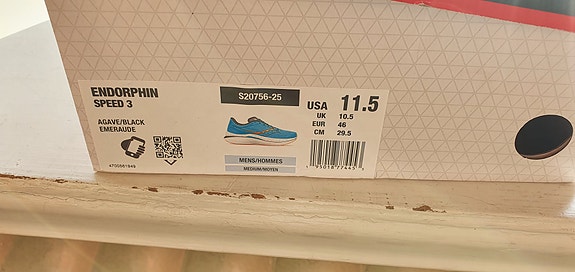 ENDORPHIN
SPEED 3
AGAVE/BLACK
EMERAUDE
S20756-25
MENS/HOMMES
MEDIUM/MOYEN
USA 11.5
UK 10.5
EUR 46
CM 29.5